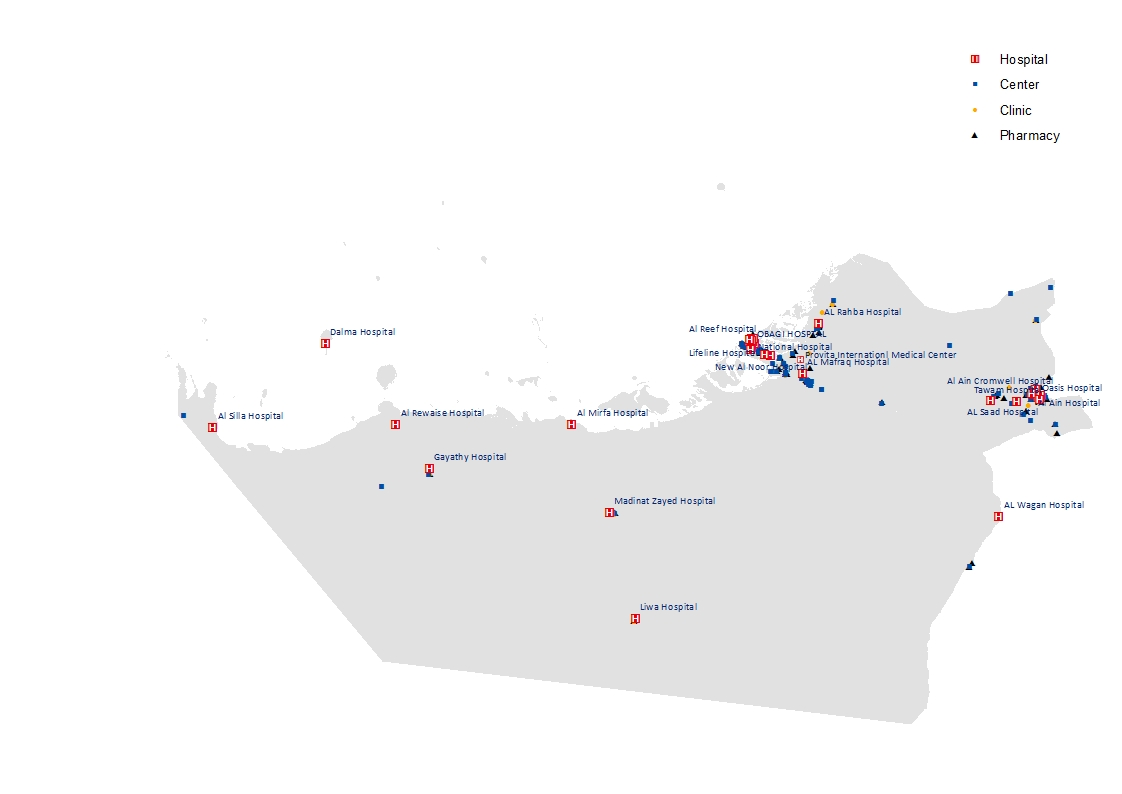 Hospital
Center
Clinic
Pharmacy
AL Rahba Hospital
Al Reef Hospital
OBAGI HOSPITAL
Dalma Hospital
National Hospital
Lifeline Hospital
Provita Internationl Medical Center
AL Mafraq Hospital
New Al Noor Hospital
Al Ain Cromwell Hospital
Tawam Hospital
Oasis Hospital
Al Ain Hospital
AL Saad Hospital
Al Silla Hospital
Al Rewaise Hospital
Al Mirfa Hospital
Gayathy Hospital
Madinat Zayed Hospital
AL Wagan Hospital
Liwa Hospital